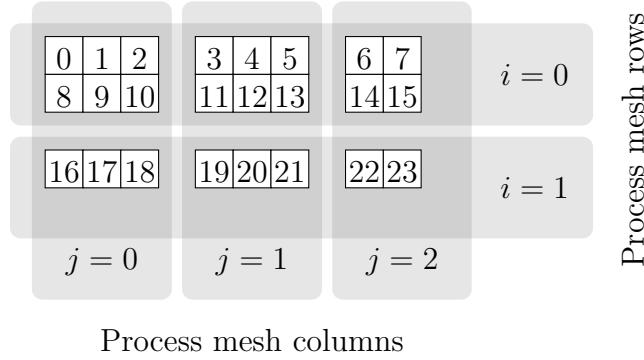 0 1 2 3 4 5 6 7
8 9 10 11 12 13 14 15
i = 0
16 17 18 19 20 21 22 23
i = 1
j = 0 j = 1 j = 2
Process mesh columns
Process mesh rows